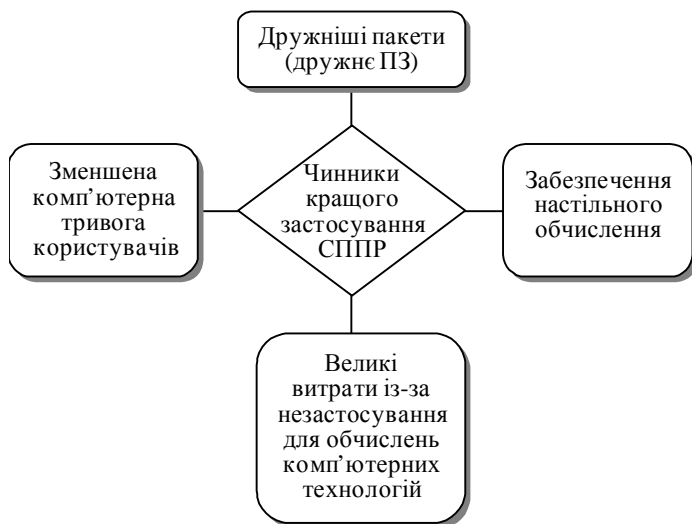 Дружніші пакети
(дружнє ПЗ)
Зменшена
комп’ютерна
тривога
користувачів
Чинники
кращого
застосування
СППР
Забезпечення
настільного
обчислення
Великі
витрати із-за
незастосування
для обчислень
комп’ютерних
технологій